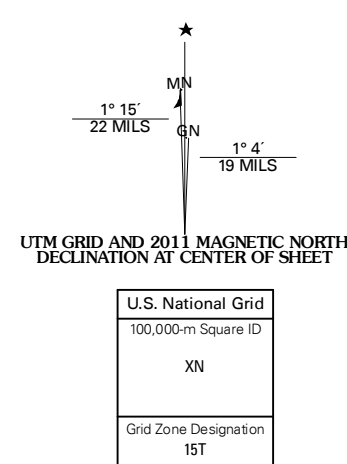 MN
1° 15´
22 MILS
GN
1° 4´
19 MILS
UTM GRID AND 2011 MAGNETIC NORTH
DECLINATION AT CENTER OF SHEET
U.S. National Grid
100,000-m Square ID
XN
Grid Zone Designation
15T